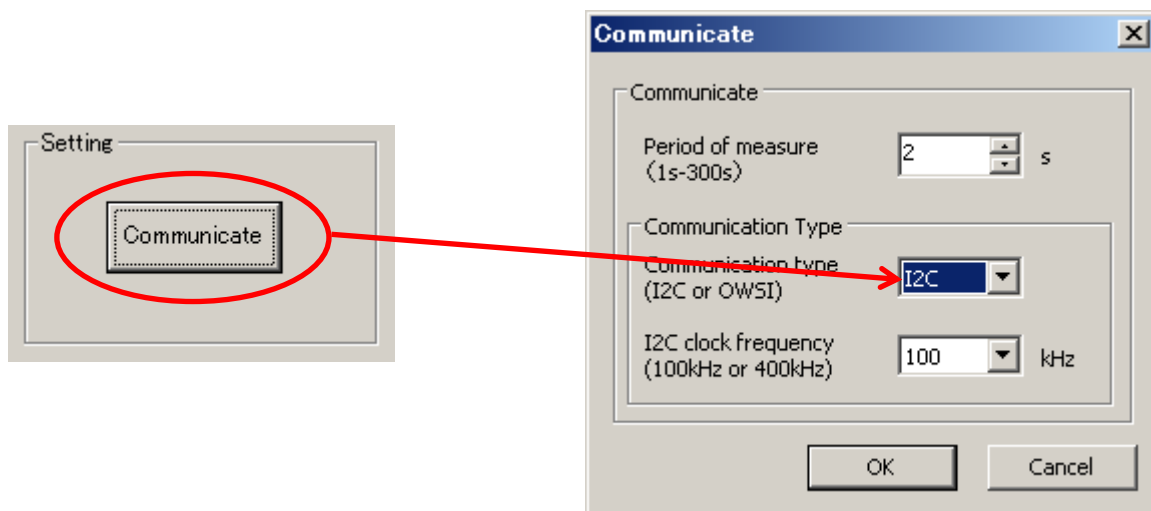 Setting
Communicate
Communicate
Communicate
Period of measure
(1s-300s)
2
s
Communication Type
Communication type
(I2C or OWSI)
I2C
I2C clock frequency
(100kHz or 400kHz)
100
kHz
OK
Cancel